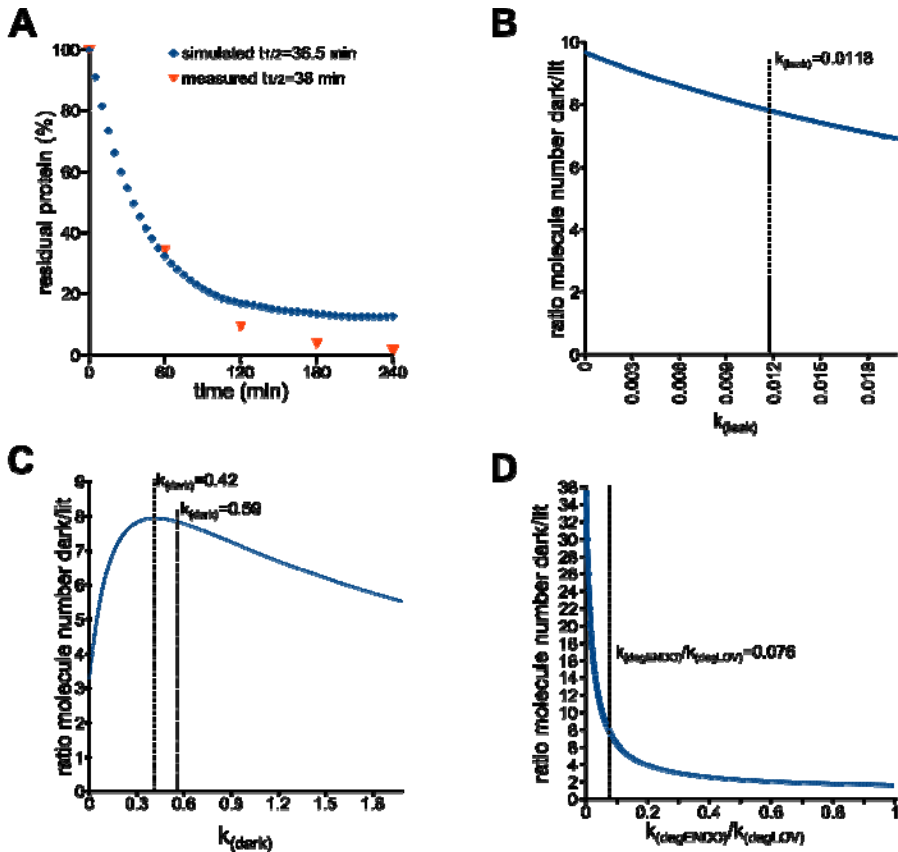 A
simulated t1/2=36.5 min
measured t1/2=38 min
residual protein (%)
100
80
60
40
20
0
0 60 120 180 240
time (min)
B
k(leak)=0.0118
ratio molecule number dark/lit
10
8
6
4
2
0
0 0.003 0.006 0.009 0.012 0.015 0.018
k(leak)
C
k(dark)=0.42
k(dark)=0.59
ratio molecule number dark/lit
9
8
7
6
5
4
3
2
1
0
0 0.3 0.6 0.9 1.2 1.5 1.8
k(dark)
D
k(degENDO)/k(degLOV)=0.076
ratio molecule number dark/lit
36
34
32
30
28
26
24
22
20
18
16
14
12
10
8
6
4
2
0 0.2 0.4 0.6 0.8 1
k(degENDO)/k(degLOV)